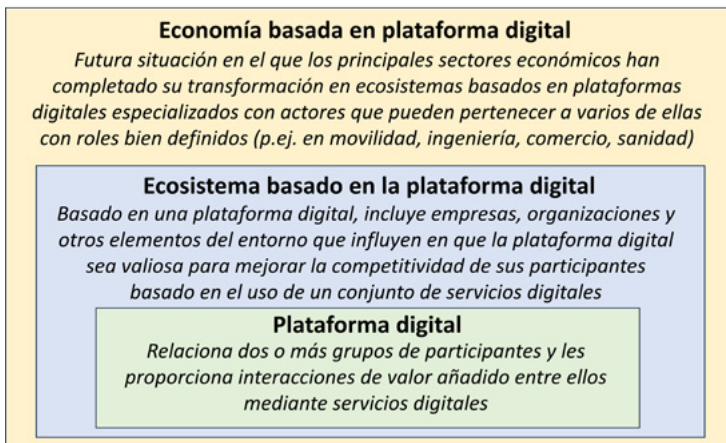 Economía basada en plataforma digital
Futura situación en el que los principales sectores económicos han
completado su transformación en ecosistemas basados en plataformas
digitales especializados con actores que pueden pertenecer a varios de ellas
con roles bien definidos (p.ej. en movilidad, ingeniería, comercio, sanidad)
Ecosistema basado en la plataforma digital
Basado en una plataforma digital, incluye empresas, organizaciones y
otros elementos del entorno que influyen en que la plataforma digital
sea valiosa para mejorar la competitividad de sus participantes
basado en el uso de un conjunto de servicios digitales
Plataforma digital
Relaciona dos o más grupos de participantes y les
proporciona interacciones de valor añadido entre ellos
mediante servicios digitales